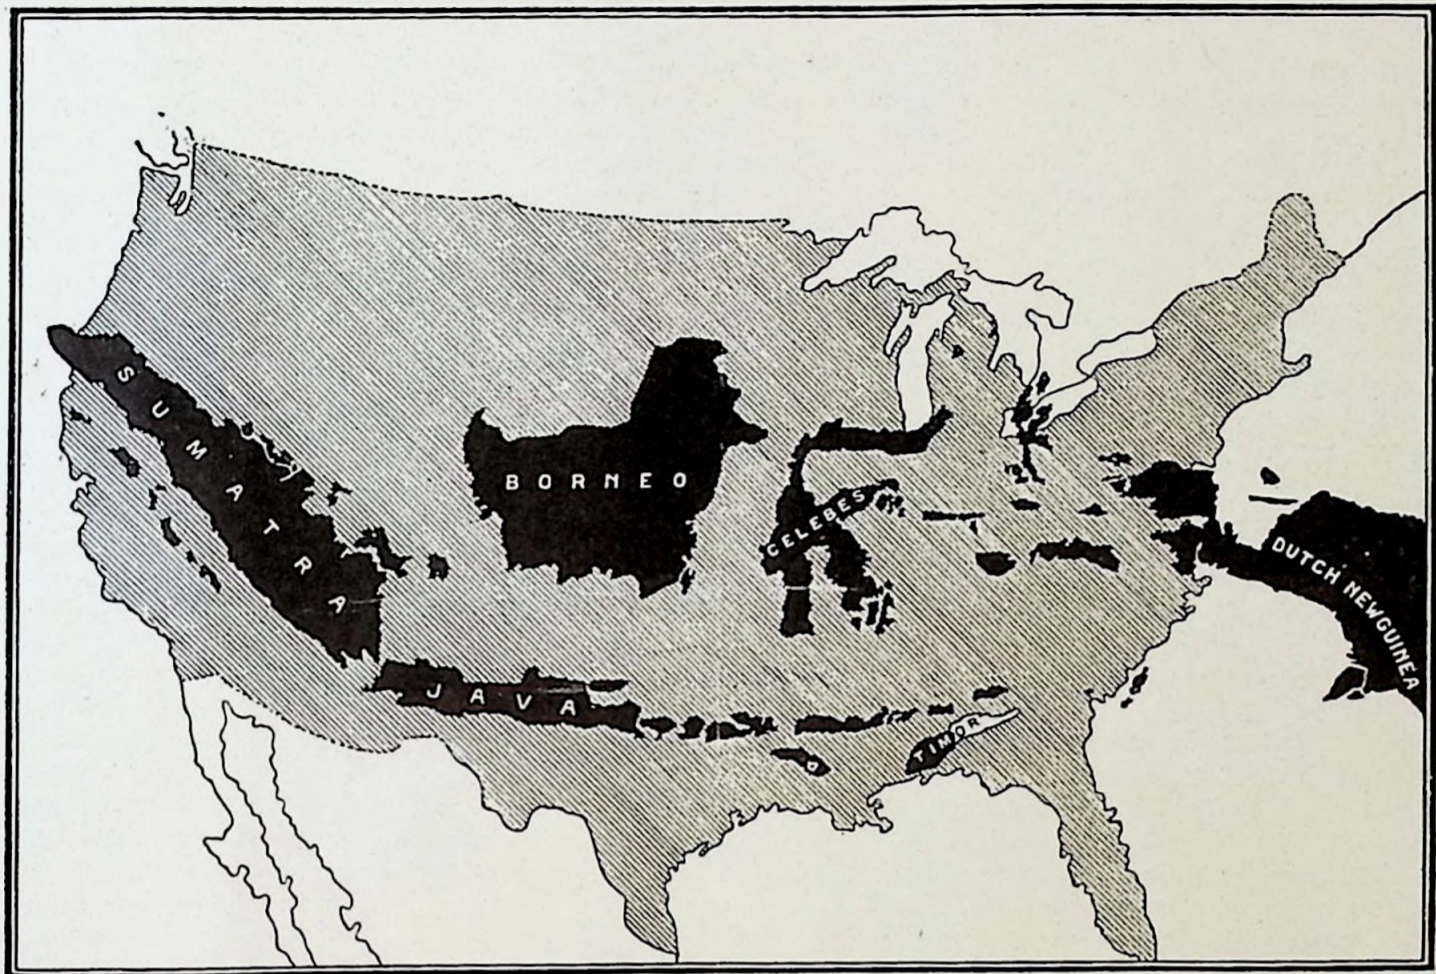 SUMATRA
BORNEO
CELEBES
JAVA
TIMOR
DUTCH NEWGUINEA